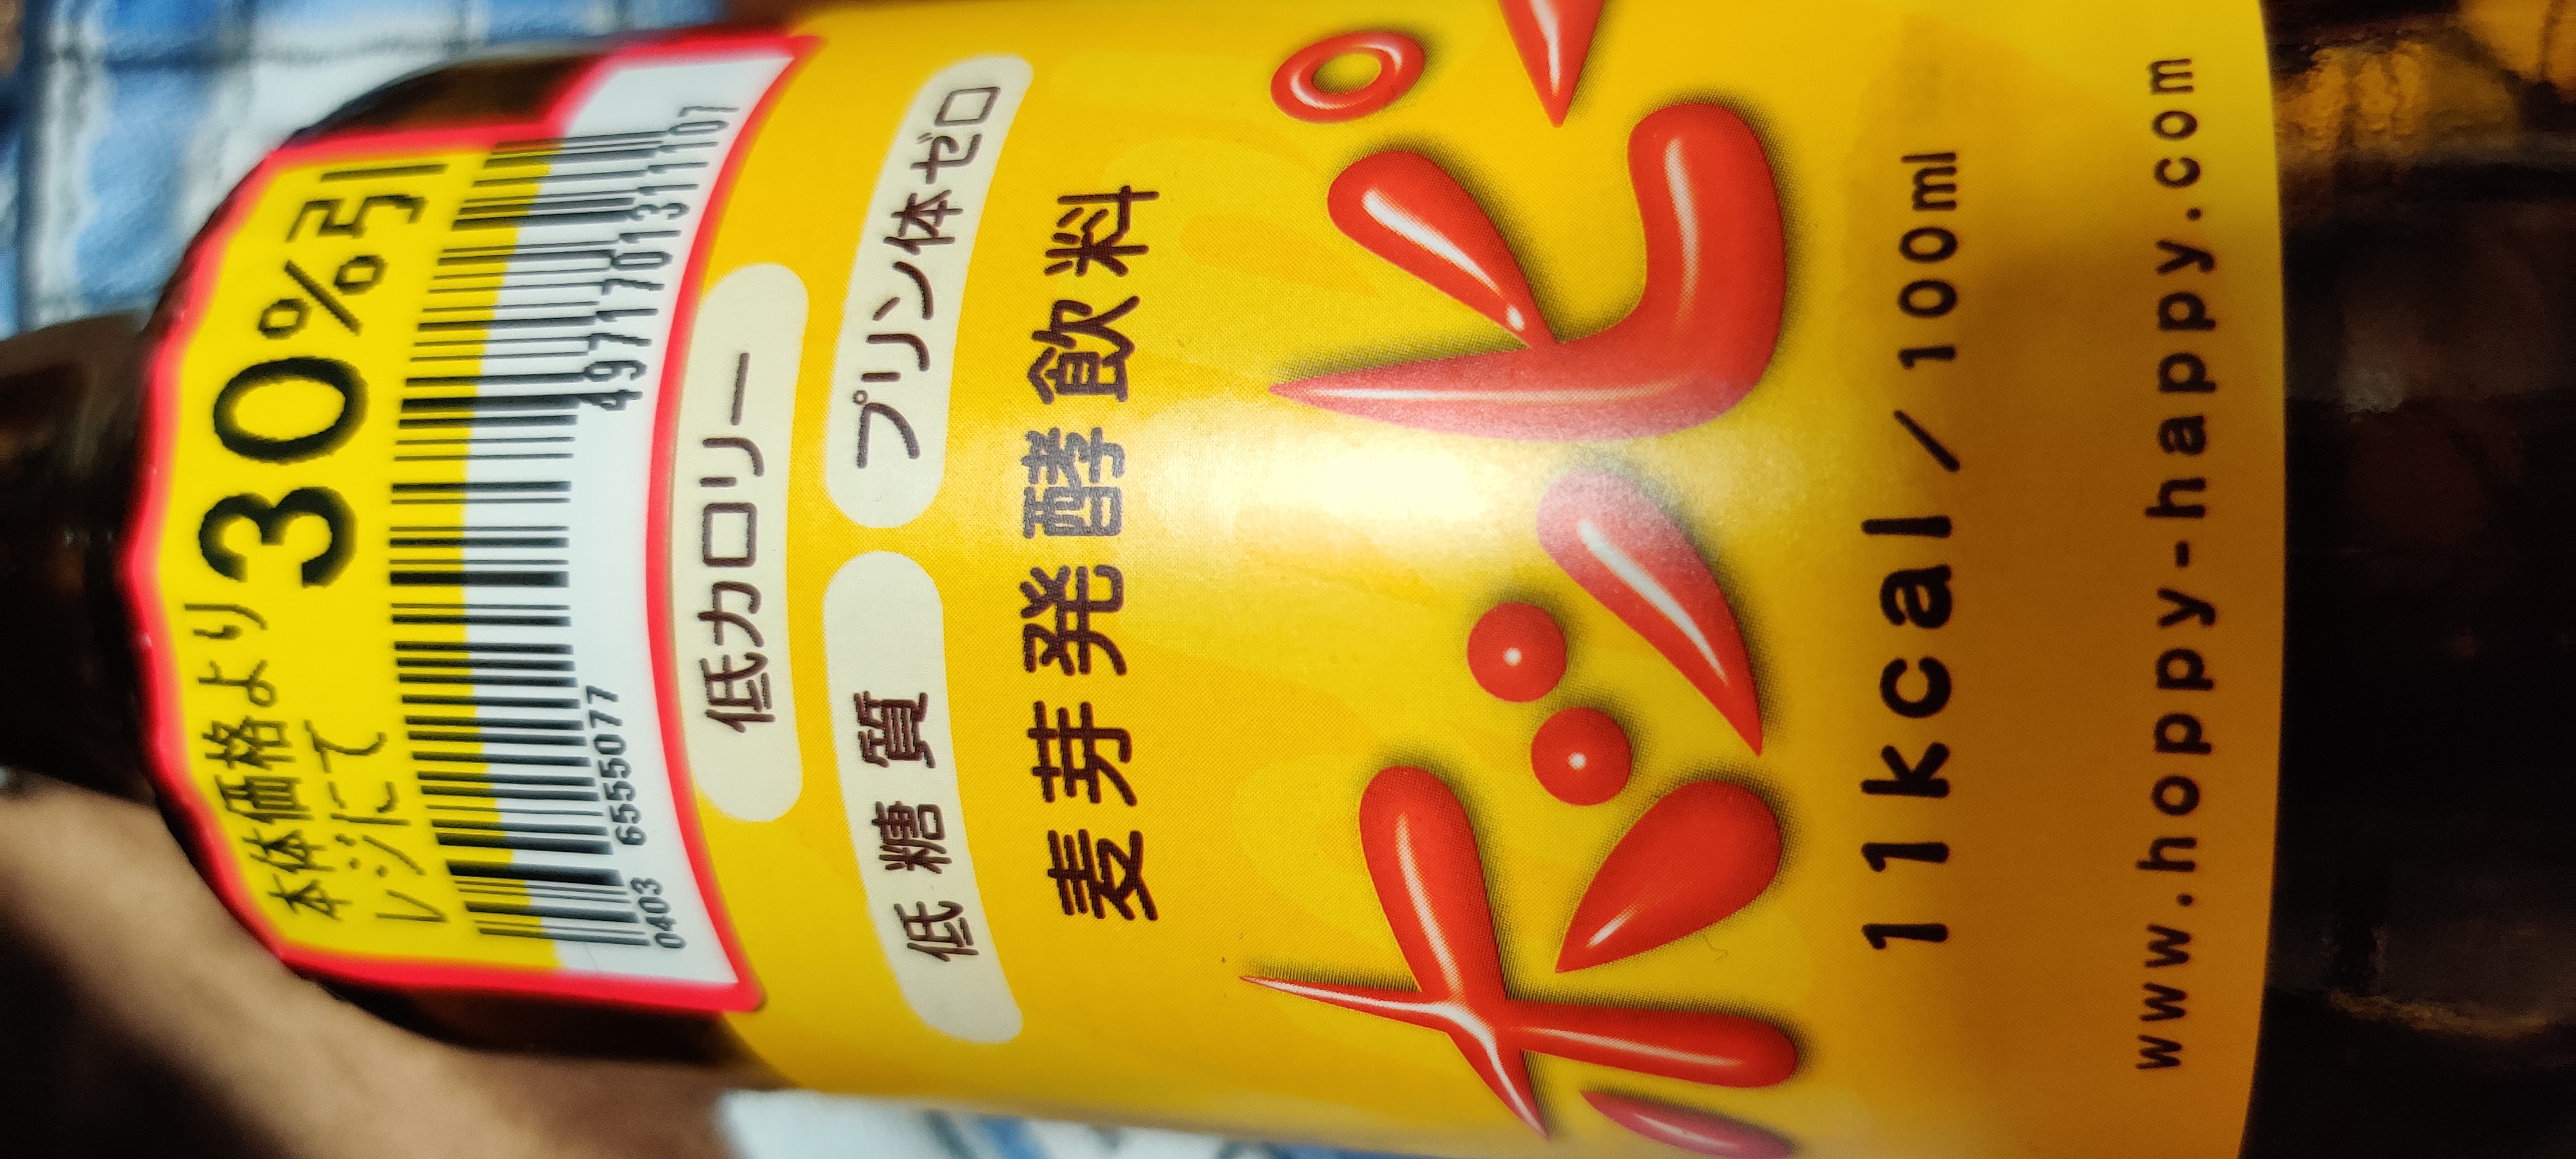 本体価格より
レジにて
30%引
4971770131107
0403 6555077
低カロリー
低糖質 プリン体ゼロ
麦芽発酵飲料
ホッピー
11kcal/100ml
www.hoppy-happy.com